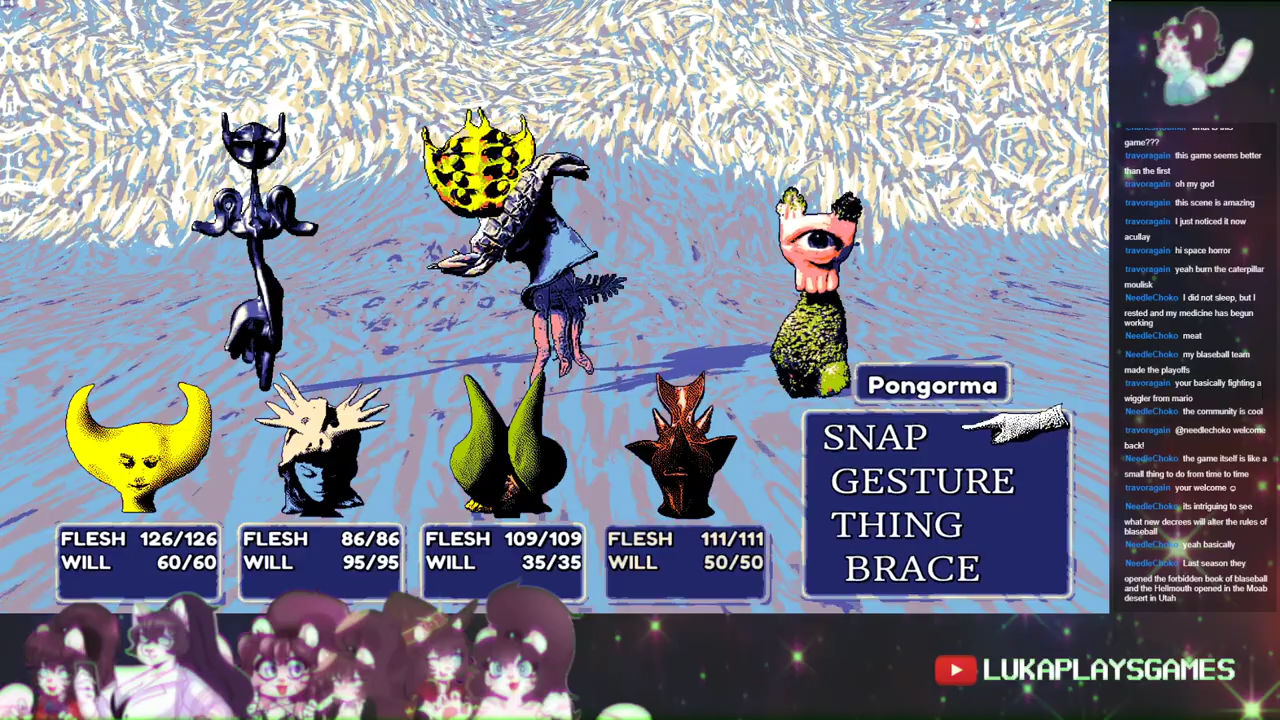 Pongorma
SNAP
GESTURE
THING
BRACE
FLESH 126/126
WILL 60/60
FLESH 86/86
WILL 95/95
FLESH 109/109
WILL 35/35
FLESH 111/111
WILL 50/50
game???
travoragain this game seems better
than the first
travoragain oh my god
travoragain this scene is amazing
travoragain I just noticed it now
acullay
travoragain hi space horror
travoragain yeah burn the caterpillar
moulisk
NeedleChoko I did not sleep, but I
rested and my medicine has begun
working
NeedleChoko meat
NeedleChoko my blaseball team
made the playoffs
travoragain your basically fighting a
wiggler from mario
NeedleChoko the community is cool
travoragain @needlechoko welcome
back!
NeedleChoko the game itself is like a
small thing to do from time to time
travoragain your welcome ☺
NeedleChoko its intriguing to see
what new decrees will alter the rules of
blaseball
NeedleChoko yeah basically
NeedleChoko Last season they
opened the forbidden book of blaseball
and the Hellmouth opened in the Moab
desert in Utah
LUKAPLAYSGAMES